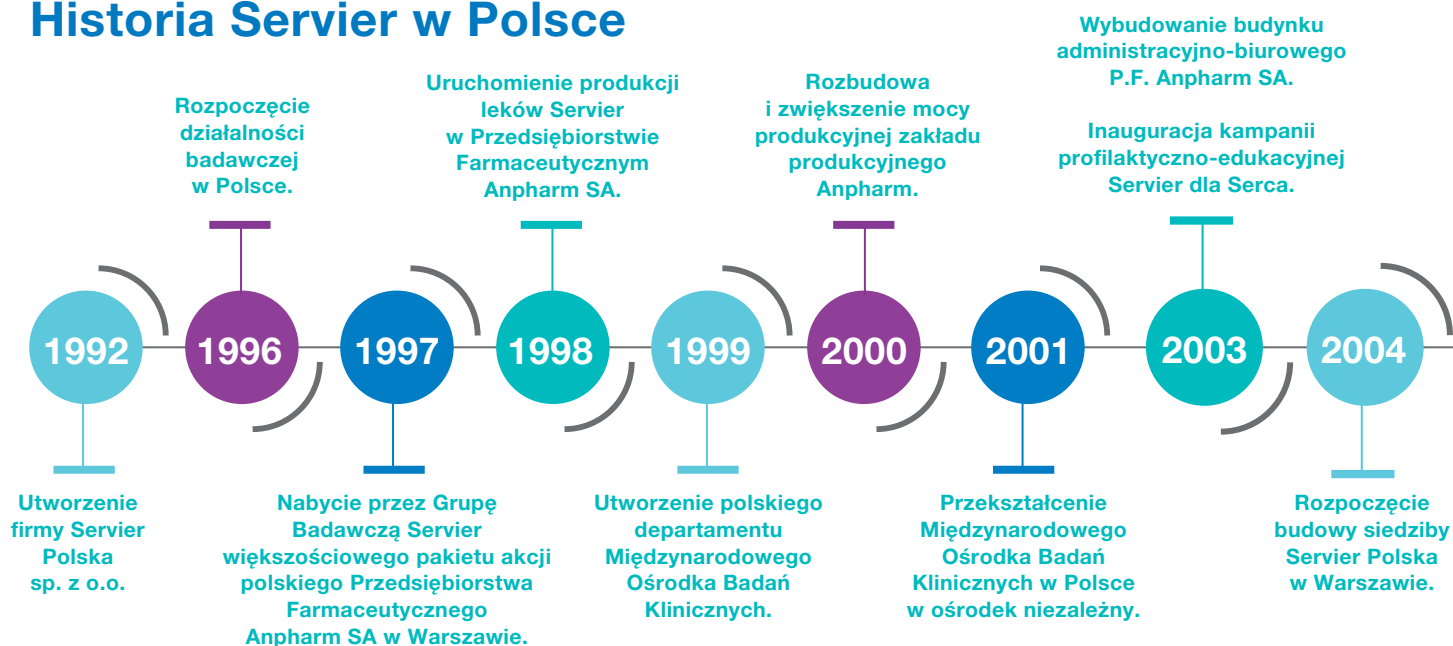 Historia Servier w Polsce
Rozpoczęcie
działalności
badawczej
w Polsce.
Uruchomienie produkcji
leków Servier
w Przedsiębiorstwie
Farmaceutycznym
Anpharm SA.
Rozbudowa
i zwiększenie mocy
produkcyjnej zakładu
produkcyjnego
Anpharm.
Wybudowanie budynku
administracyjno-biurowego
P.F. Anpharm SA.
Inauguracja kampanii
profilaktyczno-edukacyjnej
Servier dla Serca.
1992
1996
1997
1998
1999
2000
2001
2003
2004
Utworzenie
firmy Servier
Polska
sp. z o.o.
Nabycie przez Grupę
Badawczą Servier
większościowego pakietu akcji
polskiego Przedsiębiorstwa
Farmaceutycznego
Anpharm SA w Warszawie.
Utworzenie polskiego
departamentu
Międzynarodowego
Ośrodka Badań
Klinicznych.
Przekształcenie
Międzynarodowego
Ośrodka Badań
Klinicznych w Polsce
w ośrodek niezależny.
Rozpoczęcie
budowy siedziby
Servier Polska
w Warszawie.